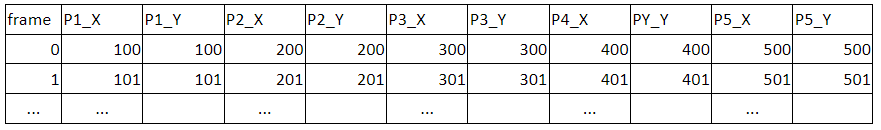 frame P1_X P1_Y P2_X P2_Y P3_X P3_Y P4_X PY_Y P5_X P5_Y
0 100 100 200 200 300 300 400 400 500 500
1 101 101 201 201 301 301 401 401 501 501
... ... ... ... ... ...